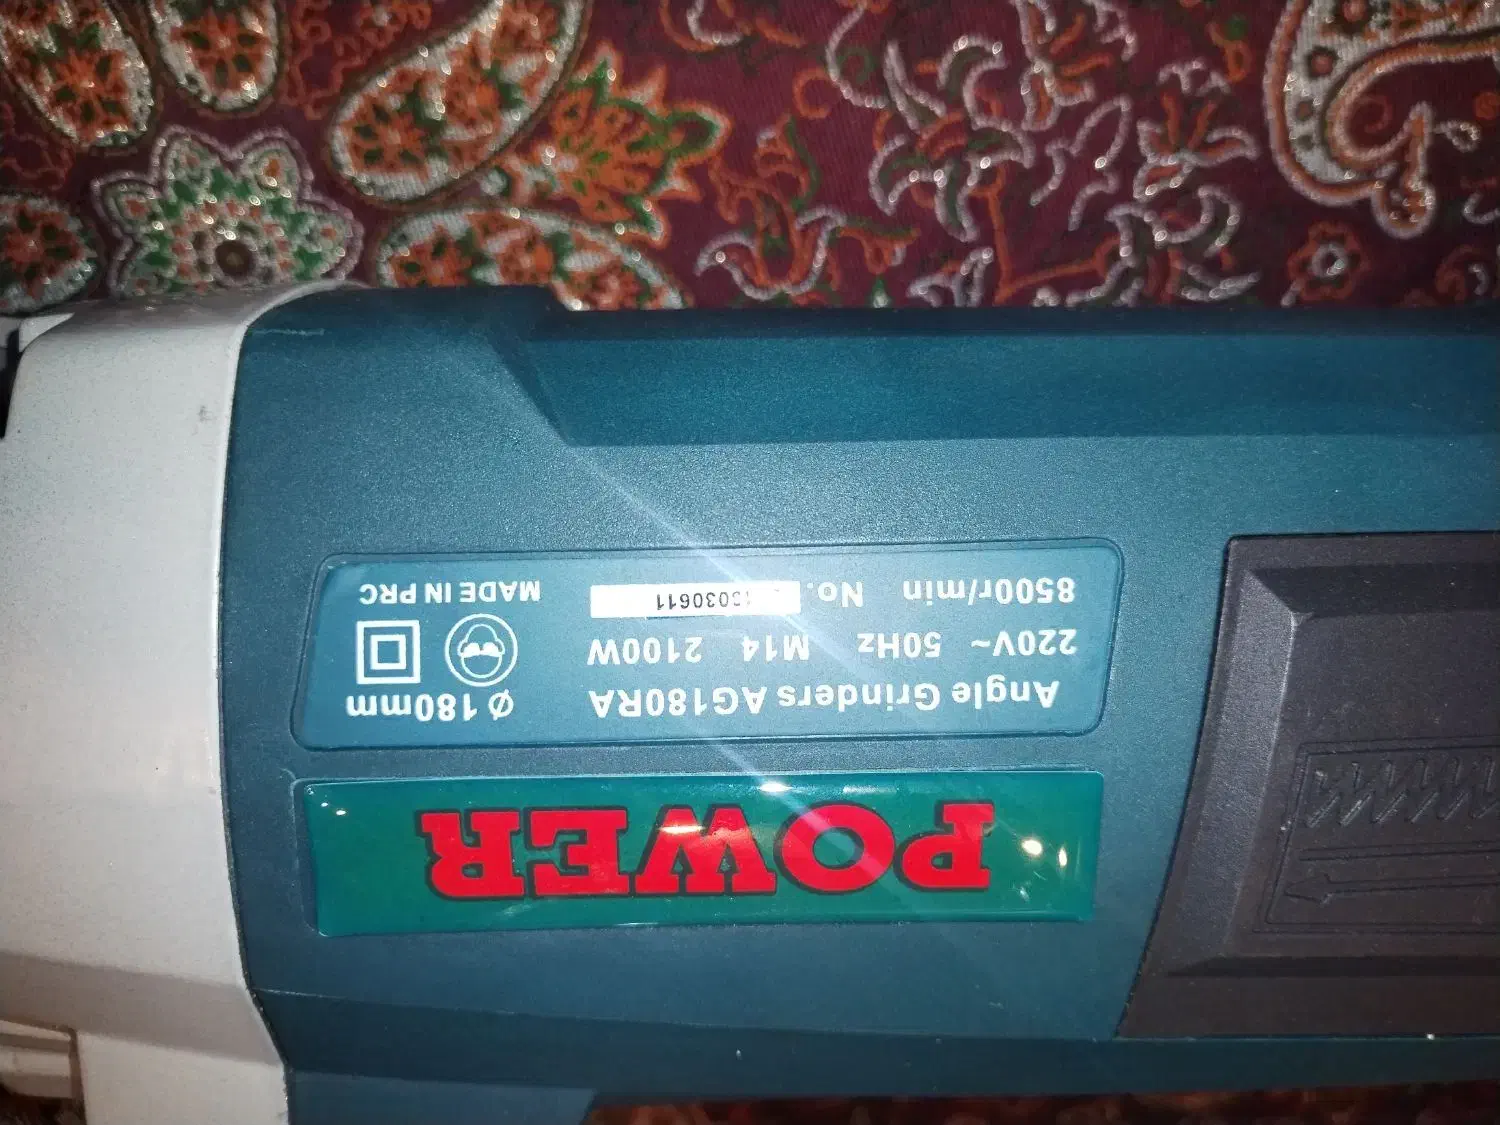 POWER
Angle Grinders AG180RA Ø 180mm
220V~ 50Hz M14 2100W
8500r/min No. MADE IN PRC